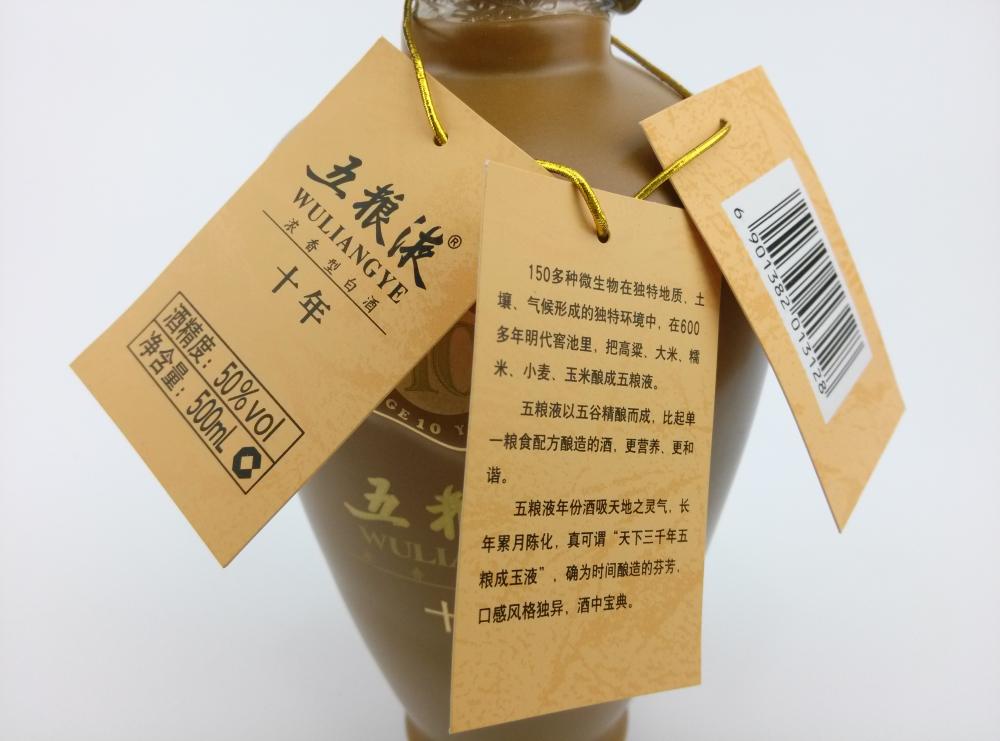 五粮液®
WULIANGYE
浓香型白酒
十年
酒精度：50%vol
净含量：500mL
150多种微生物在独特地质、土
壤、气候形成的独特环境中，在600
多年明代窖池里，把高粱、大米、糯
米、小麦、玉米酿成五粮液。
五粮液以五谷精酿而成，比起单
一粮食配方酿造的酒，更营养、更和
谐。
五粮液年份酒吸天地之灵气，长
年累月陈化，真可谓“天下三千年五
粮成玉液”，确为时间酿造的芬芳，
口感风格独异，酒中宝典。
6 901382 013128
10
GE 10 Y
五粮
WULIA
十